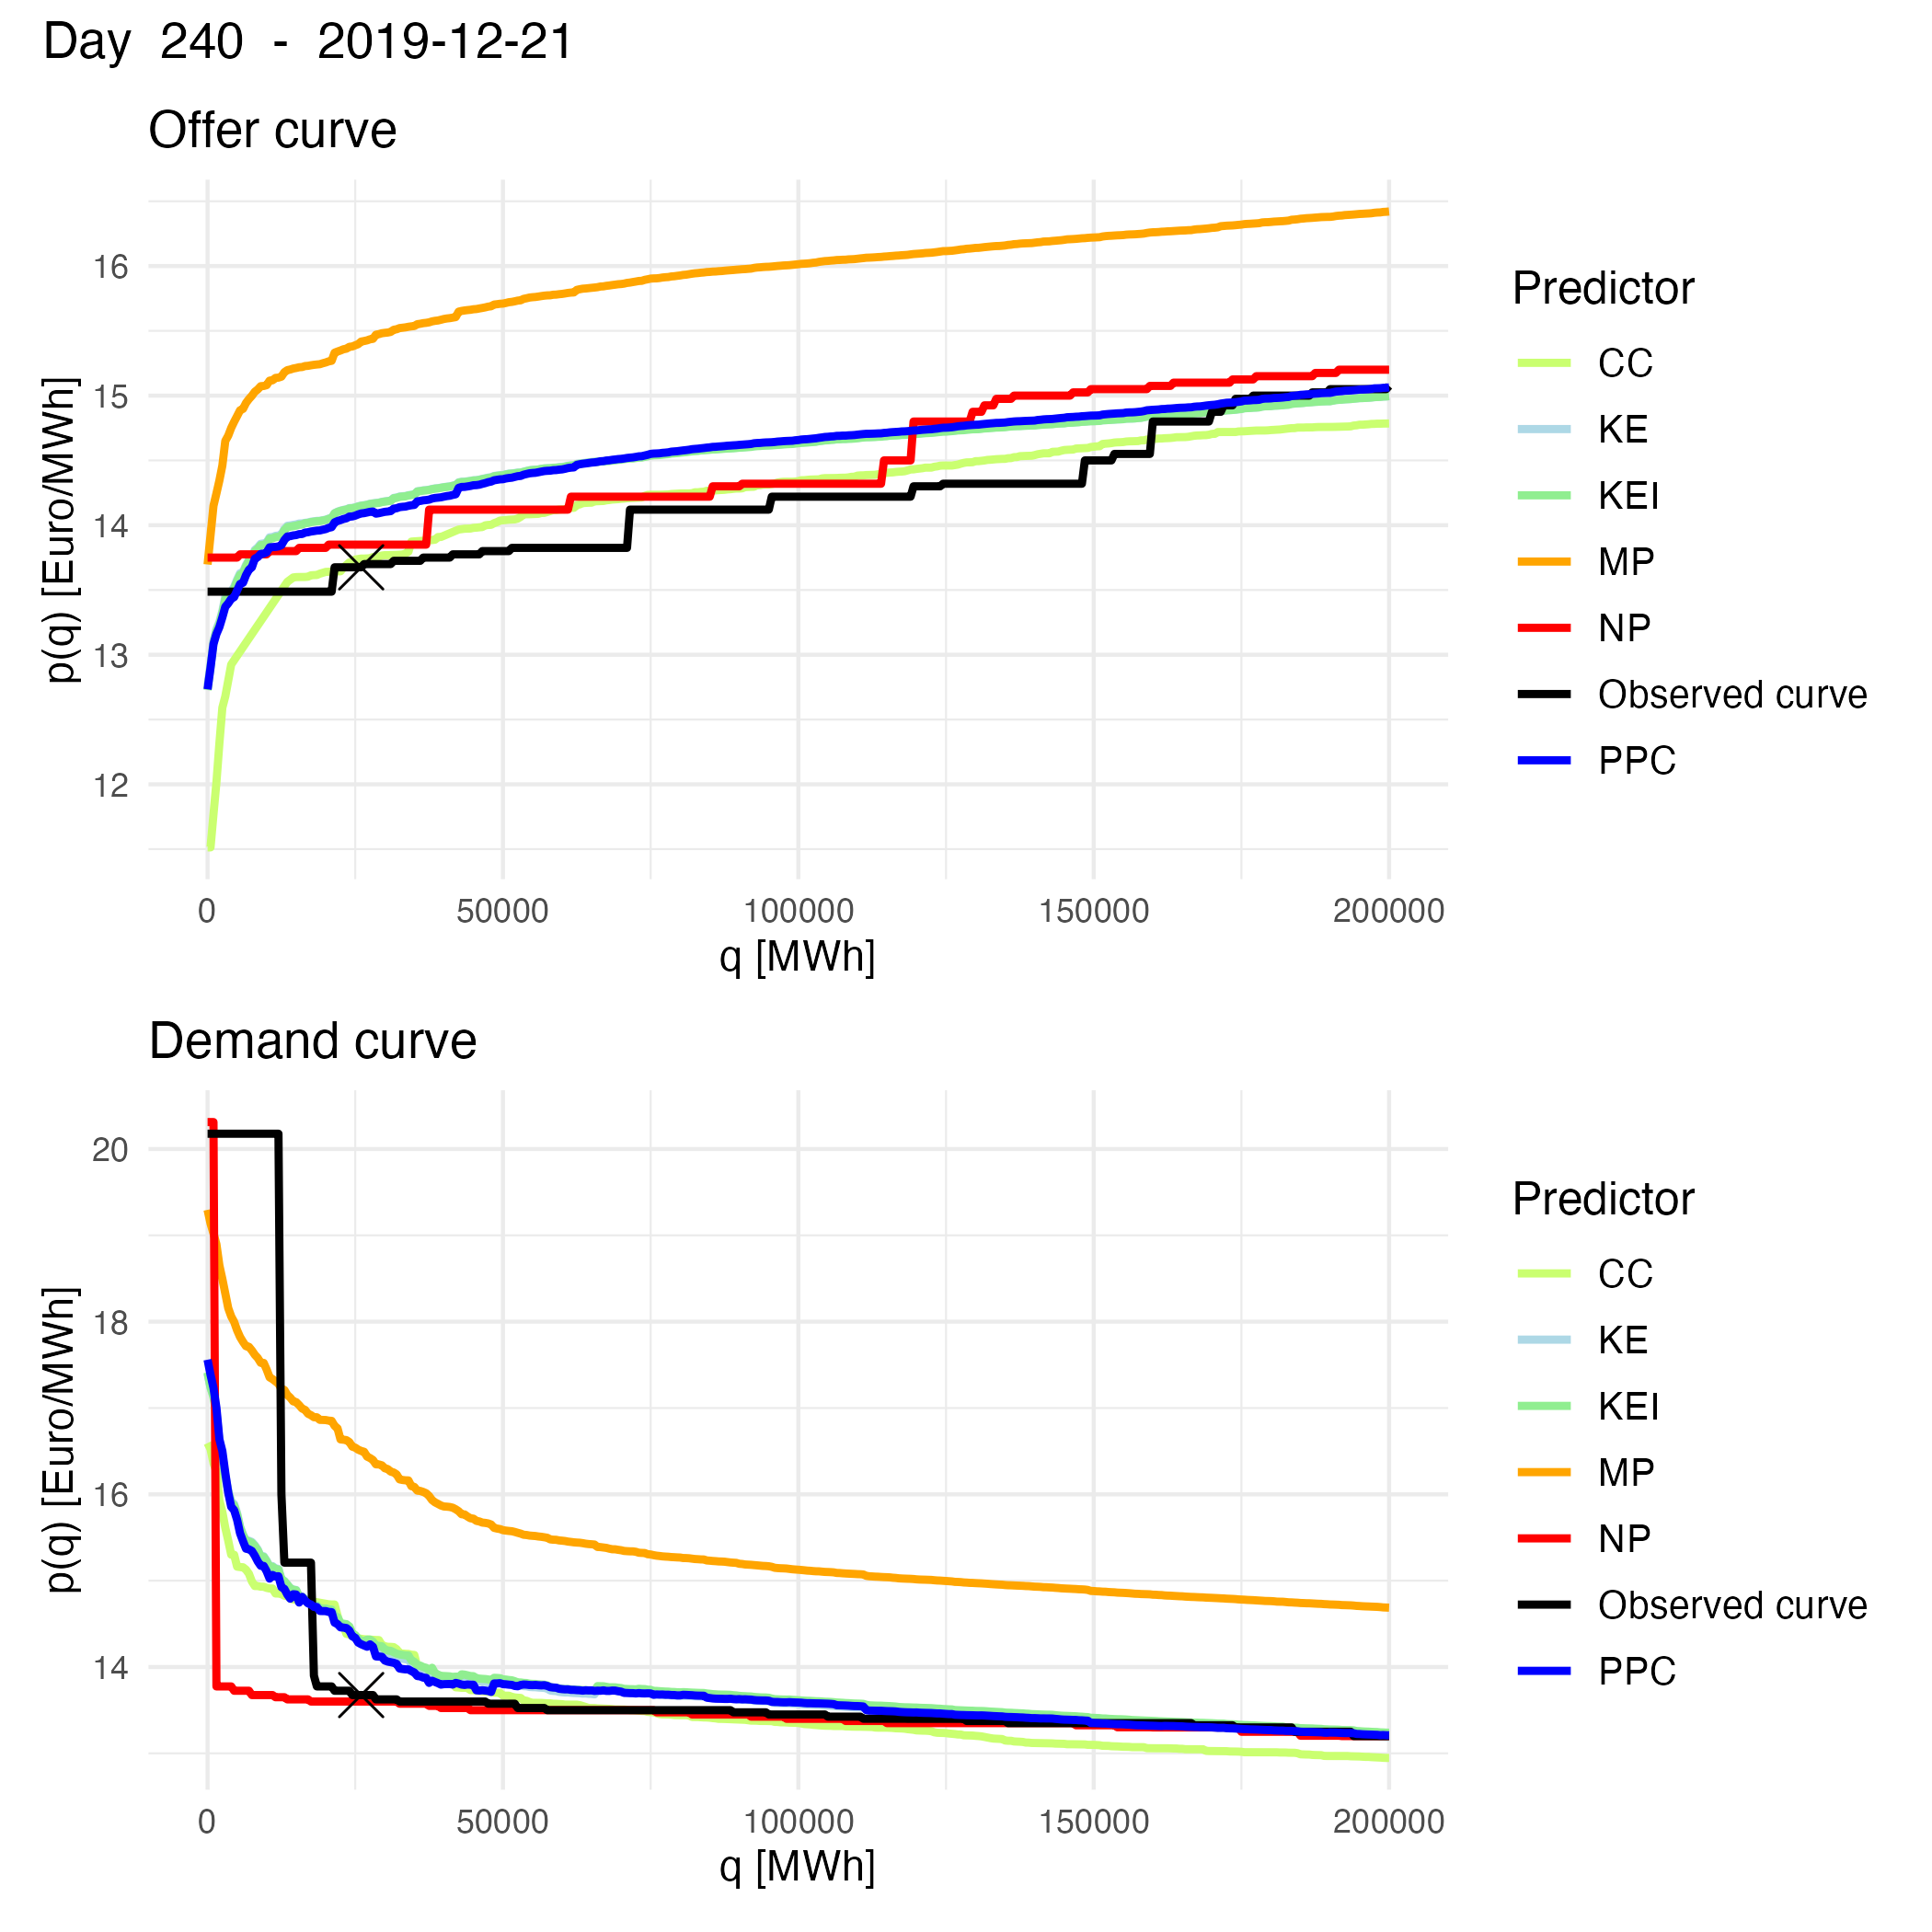 Day 240 - 2019-12-21
Offer curve
p(q) [Euro/MWh]
16
15
14
13
12
0 50000 100000 150000 200000
q [MWh]
Predictor
CC
KE
KEI
MP
NP
Observed curve
PPC
Demand curve
p(q) [Euro/MWh]
20
18
16
14
0 50000 100000 150000 200000
q [MWh]
Predictor
CC
KE
KEI
MP
NP
Observed curve
PPC